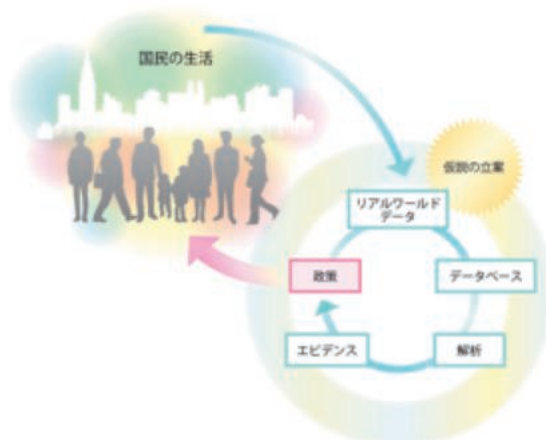 国民の生活
仮説の立案
リアルワールド
データ
政策
データベース
エビデンス
解析